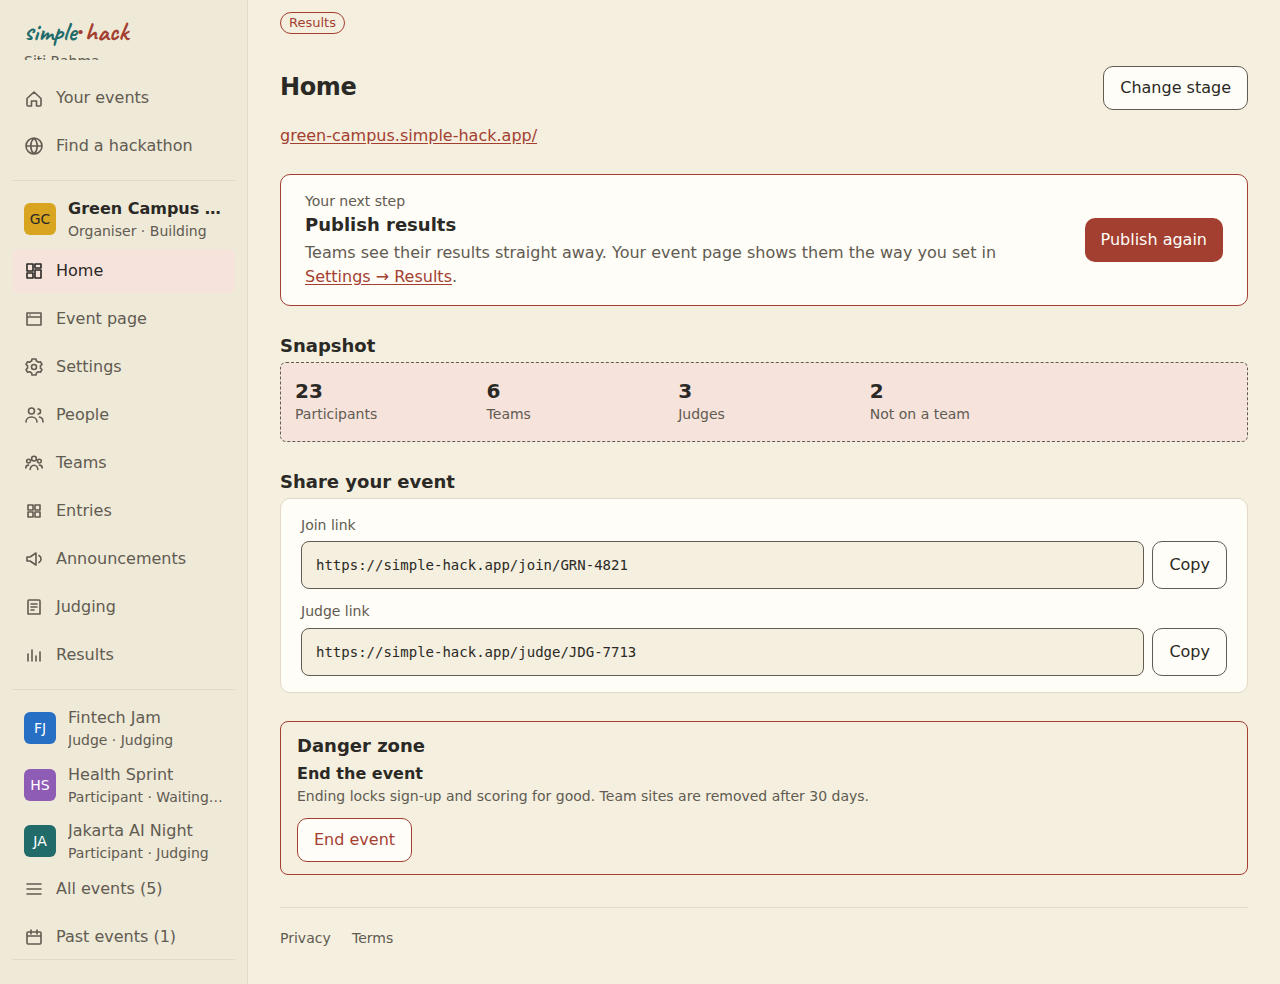 simple·hack
Siti Rahma
Your events
Find a hackathon
GC
Green Campus …
Organiser · Building
Home
Event page
Settings
People
Teams
Entries
Announcements
Judging
Results
FJ
Fintech Jam
Judge · Judging
HS
Health Sprint
Participant · Waiting…
JA
Jakarta AI Night
Participant · Judging
All events (5)
Past events (1)
Results
Home
Change stage
green-campus.simple-hack.app/
Your next step
Publish results
Teams see their results straight away. Your event page shows them the way you set in
Settings → Results.
Publish again
Snapshot
23
Participants
6
Teams
3
Judges
2
Not on a team
Share your event
Join link
https://simple-hack.app/join/GRN-4821
Copy
Judge link
https://simple-hack.app/judge/JDG-7713
Copy
Danger zone
End the event
Ending locks sign-up and scoring for good. Team sites are removed after 30 days.
End event
Privacy
Terms